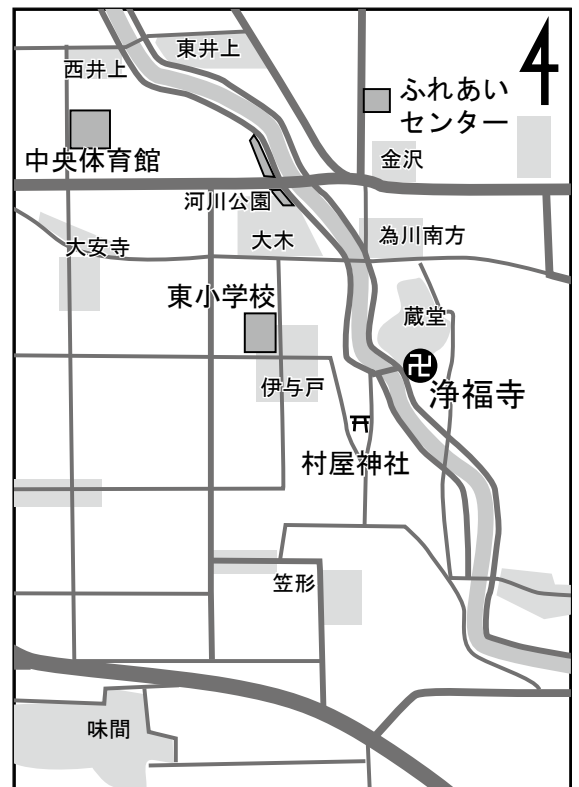 東井上
西井上
ふれあい
センター
中央体育館
金沢
河川公園
大木
為川南方
大安寺
東小学校
蔵堂
卍
浄福寺
伊与戸
村屋神社
笠形
味間